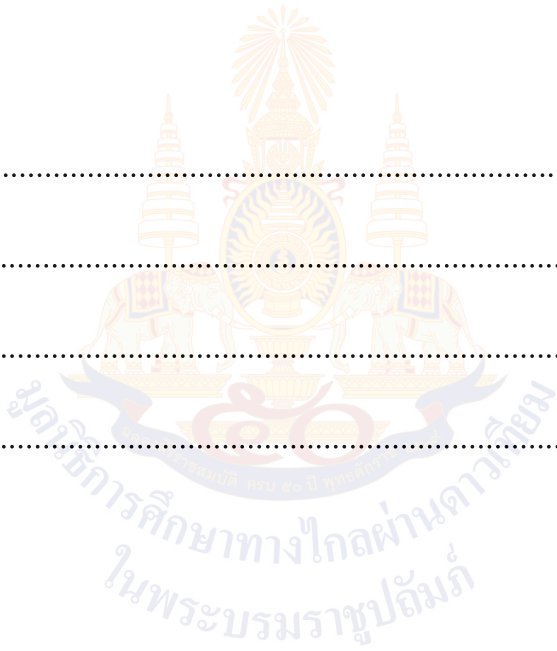 ๕๐
มูลนิธิการศึกษาทางไกลผ่านดาวเทียม
ในพระบรมราชูปถัมภ์